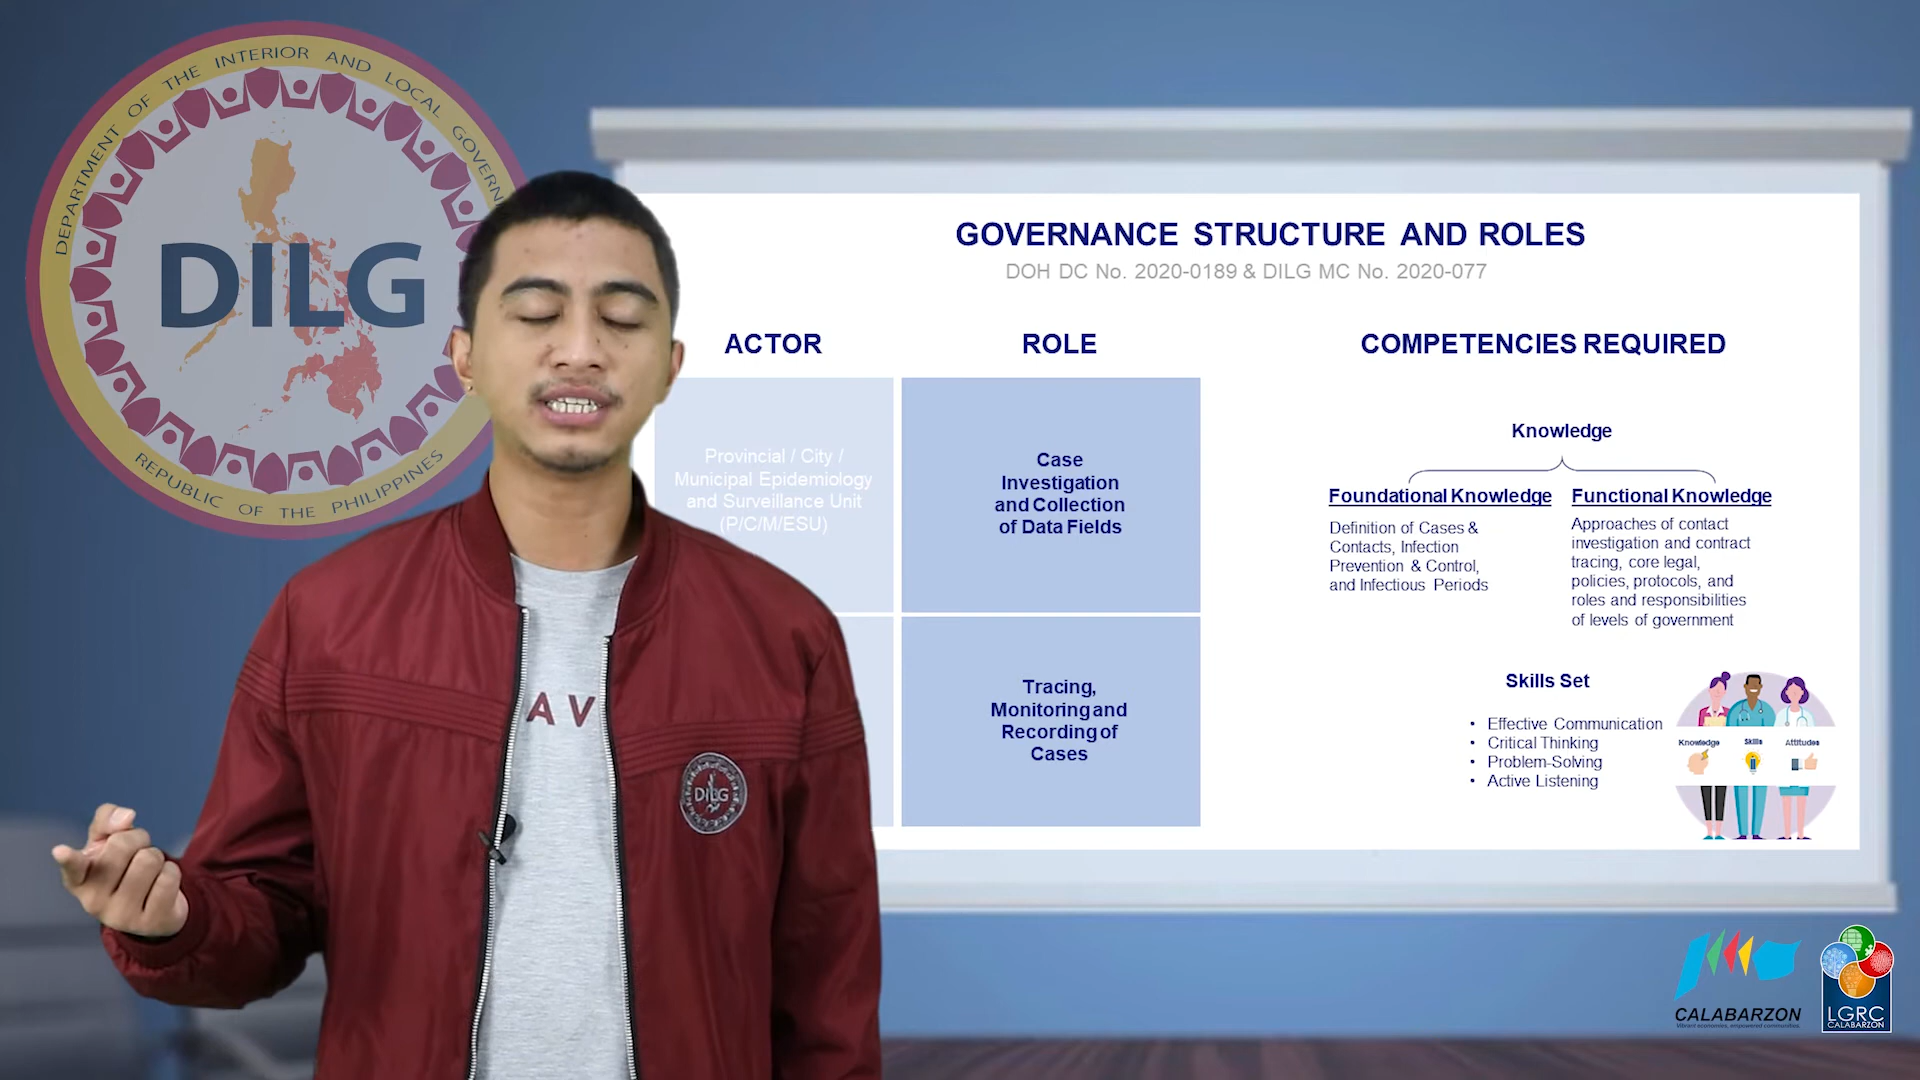 DEPARTMENT OF THE INTERIOR AND LOCAL GOVERN
DILG
REPUBLIC OF THE PHILIPPINES
GOVERNANCE STRUCTURE AND ROLES
DOH DC No. 2020-0189 & DILG MC No. 2020-077
ACTOR
ROLE
COMPETENCIES REQUIRED
Provincial / City /
Municipal Epidemiology
and Surveillance Unit
(P/C/M/ESU)
Case
Investigation
and Collection
of Data Fields
Tracing,
Monitoring and
Recording of
Cases
Knowledge
Foundational Knowledge
Definition of Cases &
Contacts, Infection
Prevention & Control,
and Infectious Periods
Functional Knowledge
Approaches of contact
investigation and contract
tracing, core legal,
policies, protocols, and
roles and responsibilities
of levels of government
Skills Set
• Effective Communication
• Critical Thinking
• Problem-Solving
• Active Listening
Knowledge
Skills
Attitudes
AV
DILG
CALABARZON
Vibrant economies, empowered communities.
LGRC
CALABARZON